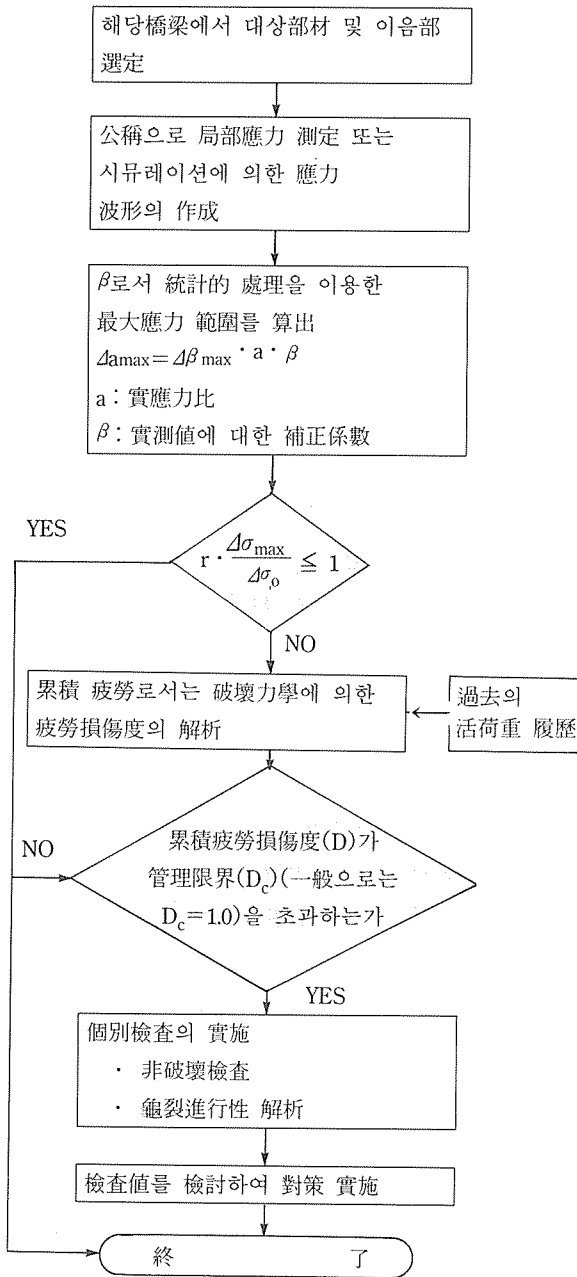 해당橋梁에서 대상部材 및 이음部
選定
公稱으로 局部應力 測定 또는
시뮤레이션에 의한 應力
波形의 作成
β로서 統計的 處理을 이용한
最大應力 範圍를 算出
Δamax=Δβmax·a·β
a：實應力比
β：實測値에 대한 補正係數
YES
r·Δσmax/Δσo ≦ 1
NO
累積 疲勞로서는 破壞力學에 의한
疲勞損傷度의 解析
過去의
活荷重 履歷
NO
累積疲勞損傷度(D)가
管理限界(Dc)(一般으로는
Dc=1.0)을 초과하는가
YES
個別檢査의 實施
· 非破壞檢査
· 龜裂進行性 解析
檢査値를 檢討하여 對策 實施
終 了